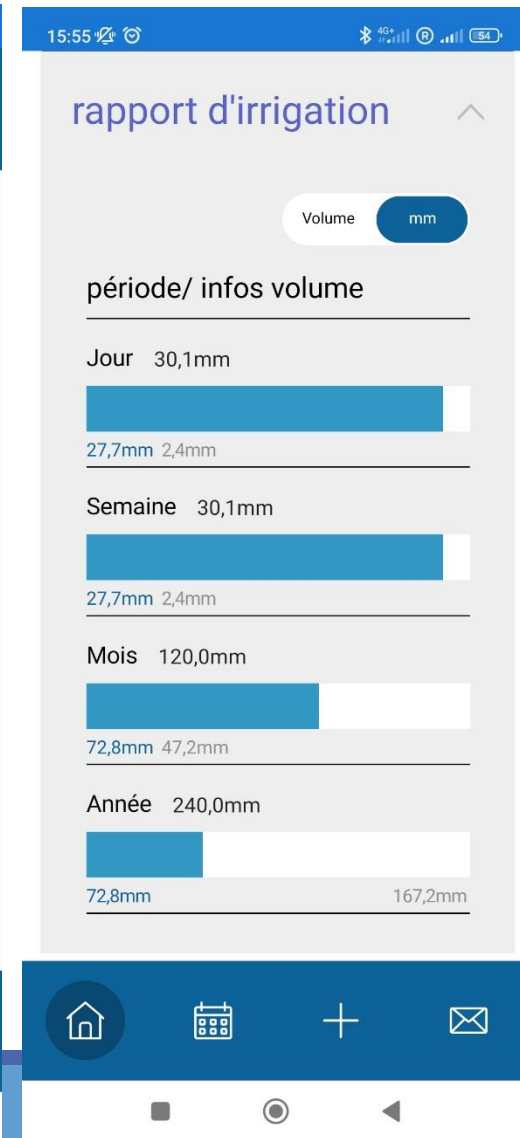 15:55 4G+ R 54
rapport d'irrigation
Volume mm
période/ infos volume
Jour 30,1mm
27,7mm 2,4mm
Semaine 30,1mm
27,7mm 2,4mm
Mois 120,0mm
72,8mm 47,2mm
Année 240,0mm
72,8mm 167,2mm